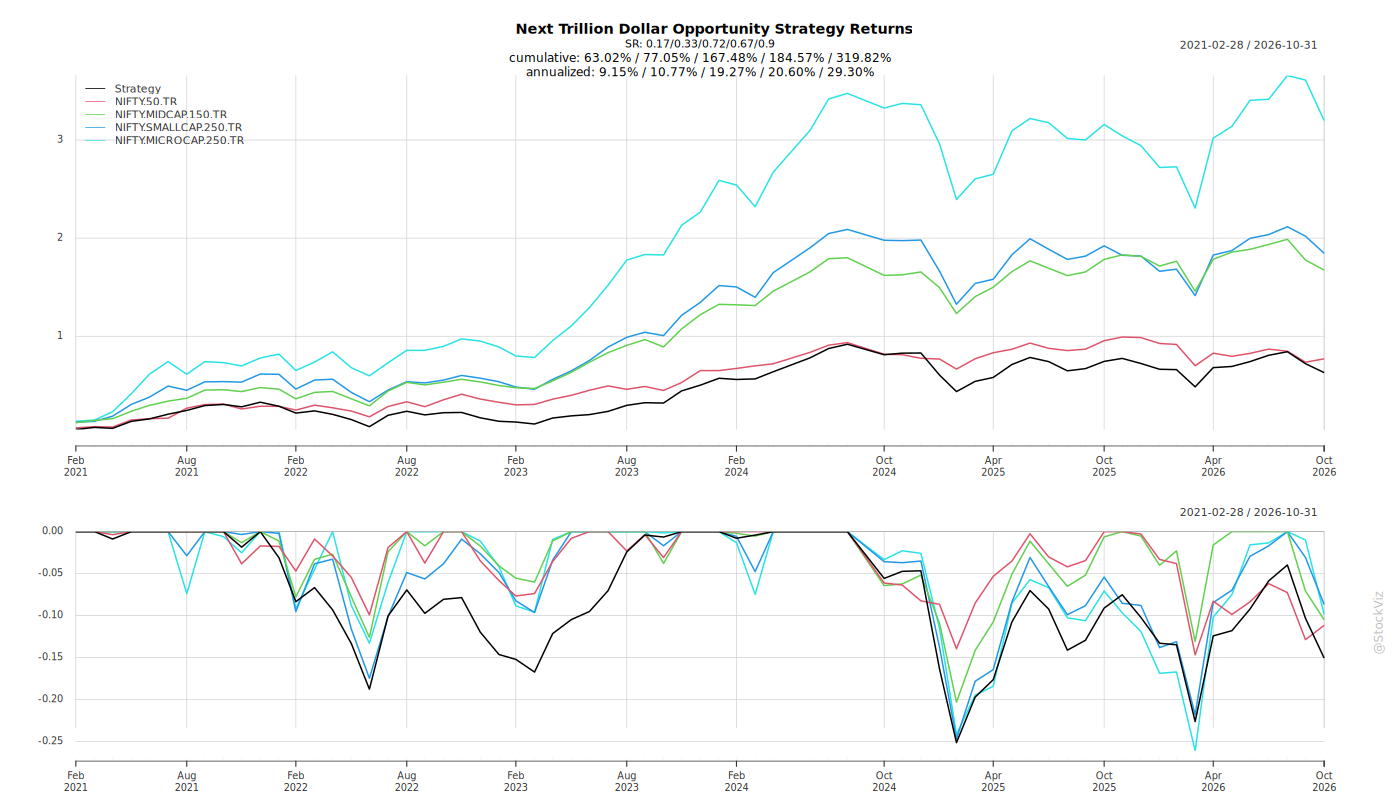 Next Trillion Dollar Opportunity Strategy Returns
SR: 0.17/0.33/0.72/0.67/0.9
cumulative: 63.02% / 77.05% / 167.48% / 184.57% / 319.82%
annualized: 9.15% / 10.77% / 19.27% / 20.60% / 29.30%
2021-02-28 / 2026-10-31
Strategy
NIFTY.50.TR
NIFTY.MIDCAP.150.TR
NIFTY.SMALLCAP.250.TR
NIFTY.MICROCAP.250.TR
3
2
1
Feb 2021
Aug 2021
Feb 2022
Aug 2022
Feb 2023
Aug 2023
Feb 2024
Oct 2024
Apr 2025
Oct 2025
Apr 2026
Oct 2026
2021-02-28 / 2026-10-31
0.00
-0.05
-0.10
-0.15
-0.20
-0.25
Feb 2021
Aug 2021
Feb 2022
Aug 2022
Feb 2023
Aug 2023
Feb 2024
Oct 2024
Apr 2025
Oct 2025
Apr 2026
Oct 2026
@StockViz